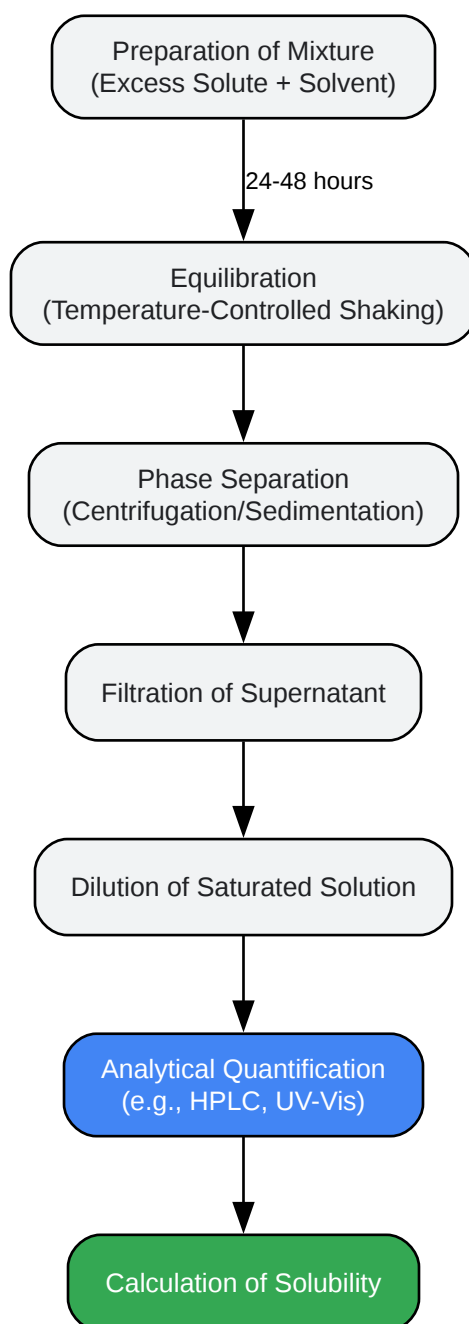 Preparation of Mixture
(Excess Solute + Solvent)
24-48 hours
Equilibration
(Temperature-Controlled Shaking)
Phase Separation
(Centrifugation/Sedimentation)
Filtration of Supernatant
Dilution of Saturated Solution
Analytical Quantification
(e.g., HPLC, UV-Vis)
Calculation of Solubility